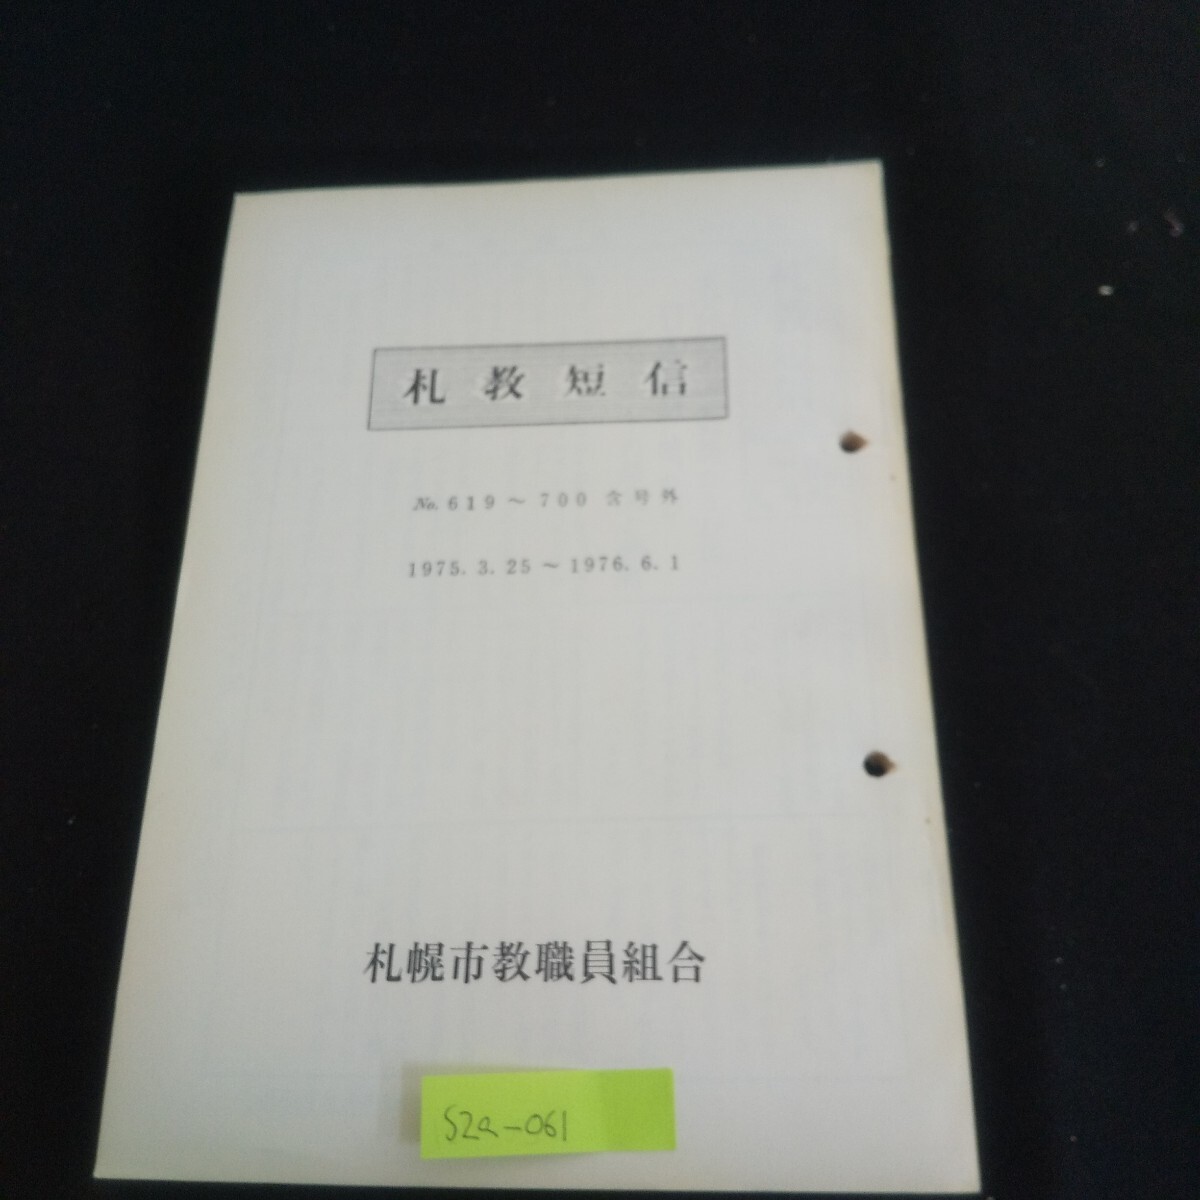 札教短信
No.619～700 含号外
1975.3.25～1976.6.1
札幌市教職員組合
S2a-061